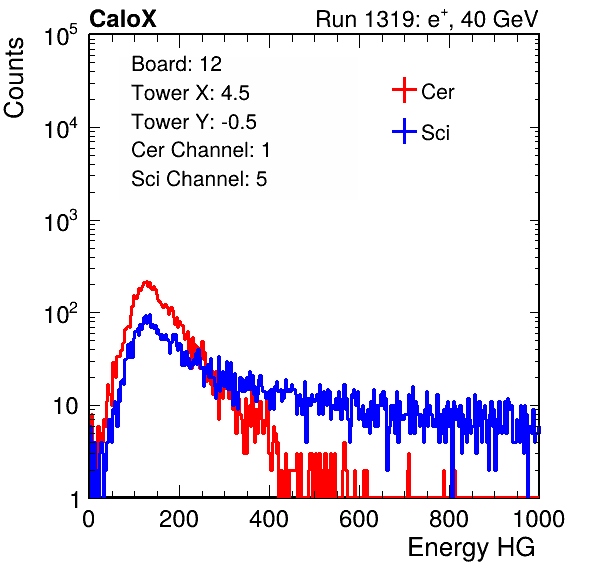 CaloX Run 1319: e⁺, 40 GeV
Counts
10⁵
10⁴
10³
10²
10
1
Board: 12
Tower X: 4.5
Tower Y: -0.5
Cer Channel: 1
Sci Channel: 5
Cer
Sci
0 200 400 600 800 1000
Energy HG